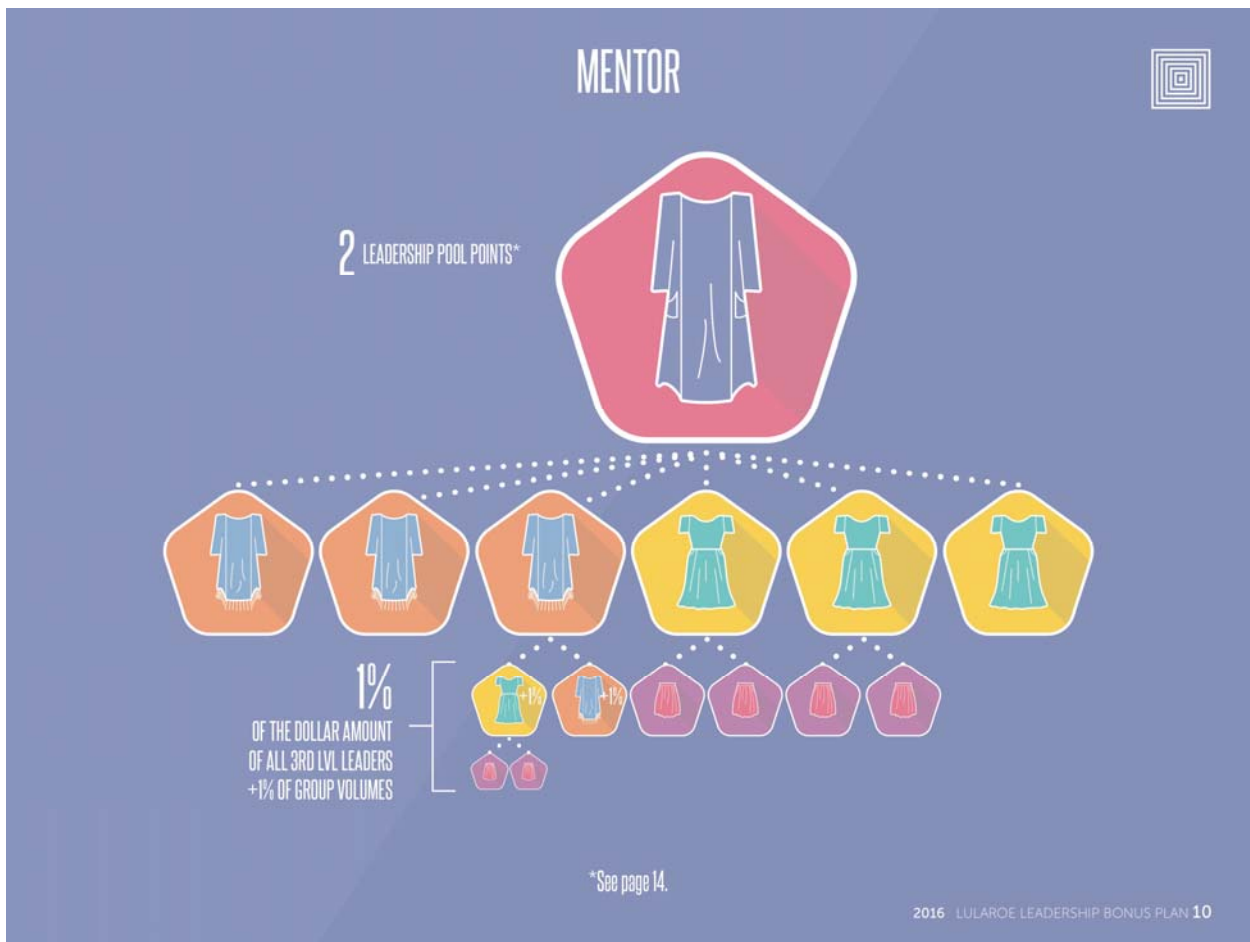 MENTOR
2 LEADERSHIP POOL POINTS*
+1%
+1%
1%
OF THE DOLLAR AMOUNT
OF ALL 3RD LVL LEADERS
+1% OF GROUP VOLUMES
*See page 14.
2016 LULAROE LEADERSHIP BONUS PLAN 10